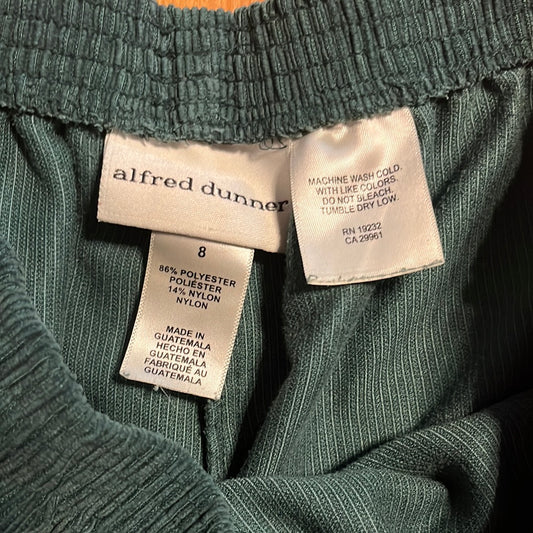 alfred dunner
8
86% POLYESTER
POLIÉSTER
14% NYLON
NYLON
MADE IN
GUATEMALA
HECHO EN
GUATEMALA
FABRIQUÉ AU
GUATEMALA
MACHINE WASH COLD.
WITH LIKE COLORS.
DO NOT BLEACH.
TUMBLE DRY LOW.
RN 19232
CA 29961